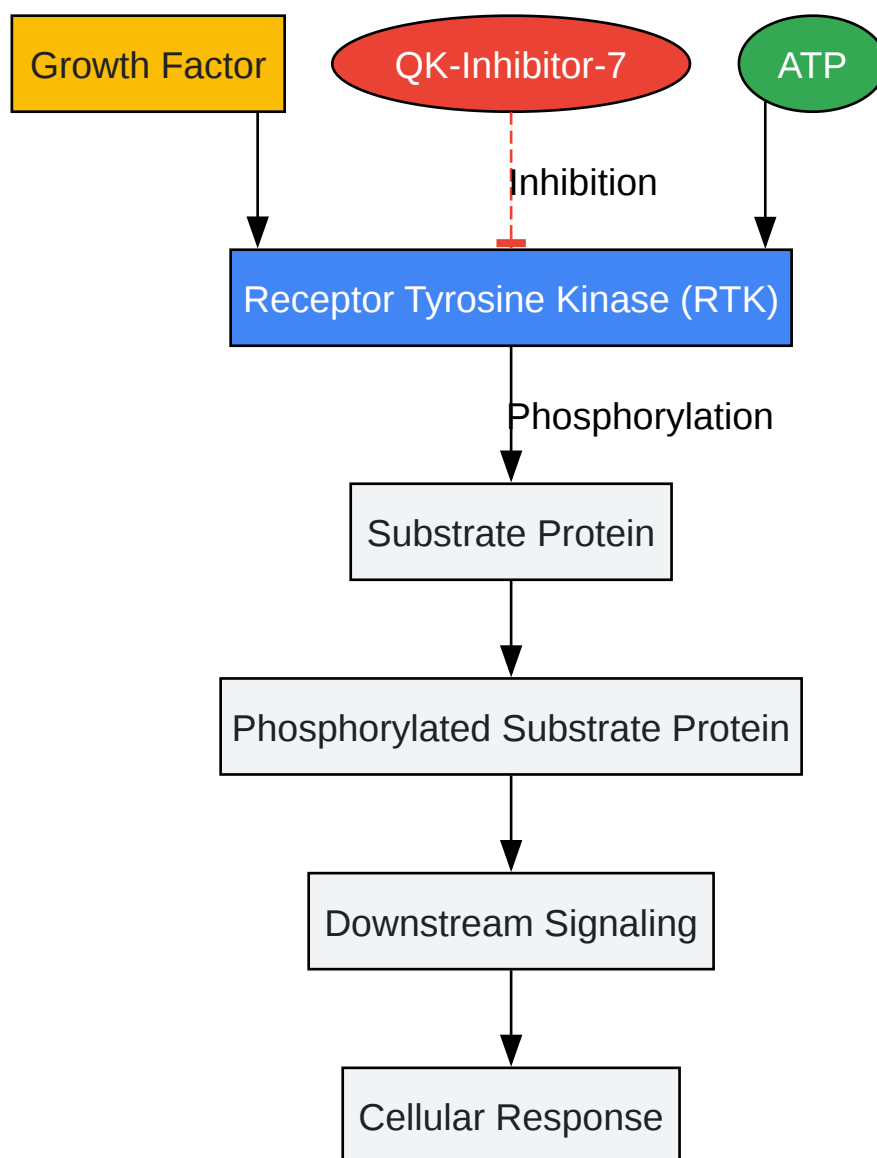 Growth Factor
QK-Inhibitor-7
ATP
Inhibition
Receptor Tyrosine Kinase (RTK)
Phosphorylation
Substrate Protein
Phosphorylated Substrate Protein
Downstream Signaling
Cellular Response